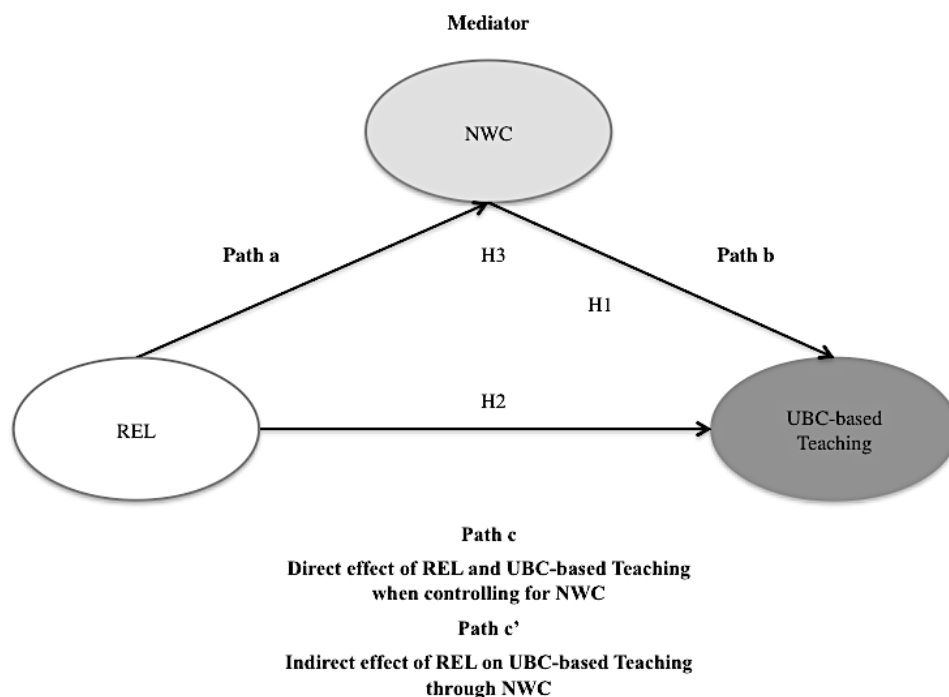 Mediator
NWC
Path a
H3
Path b
H1
REL
H2
UBC-based
Teaching
Path c
Direct effect of REL and UBC-based Teaching
when controlling for NWC
Path c’
Indirect effect of REL on UBC-based Teaching
through NWC